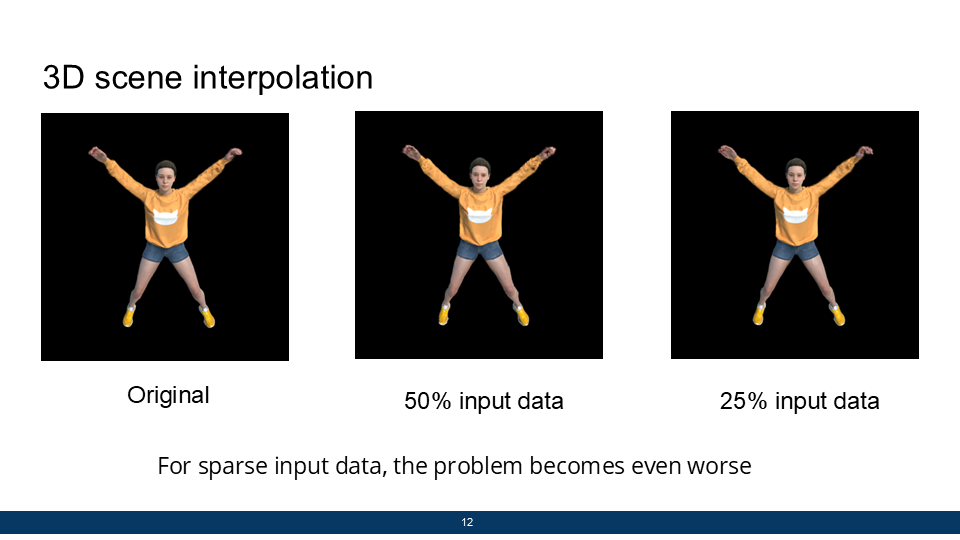 3D scene interpolation
Original
50% input data
25% input data
For sparse input data, the problem becomes even worse
12